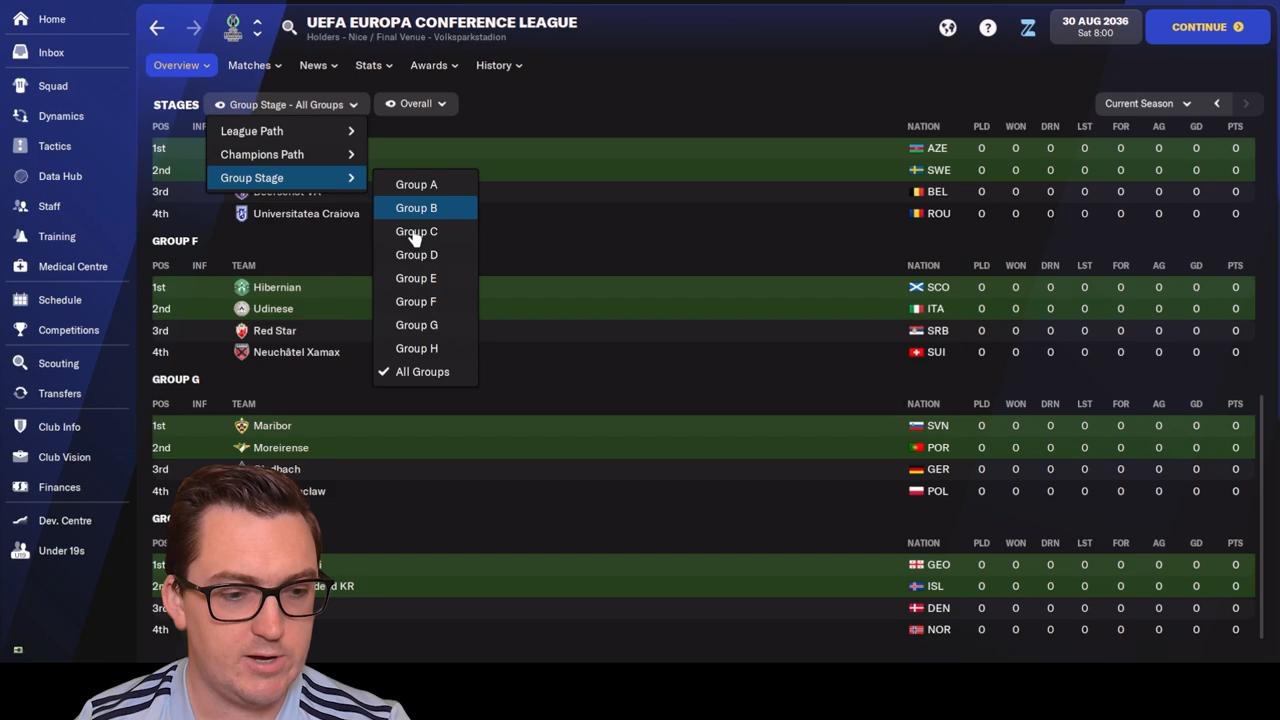 Home
Inbox
Squad
Dynamics
Tactics
Data Hub
Staff
Training
Medical Centre
Schedule
Competitions
Scouting
Transfers
Club Info
Club Vision
Finances
Dev. Centre
U19 Under 19s
UEFA EUROPA CONFERENCE LEAGUE
Holders - Nice / Final Venue - Volksparkstadion
30 AUG 2036
Sat 8:00
CONTINUE
Overview Matches News Stats Awards History
STAGES Group Stage - All Groups Overall Current Season
League Path
Champions Path
Group Stage
Group A
Group B
Group C
Group D
Group E
Group F
Group G
Group H
All Groups
POS NATION PLD WON DRN LST FOR AG GD PTS
1st AZE 0 0 0 0 0 0 0 0
2nd SWE 0 0 0 0 0 0 0 0
3rd BEL 0 0 0 0 0 0 0 0
4th Universitatea Craiova ROU 0 0 0 0 0 0 0 0
GROUP F
POS INF TEAM NATION PLD WON DRN LST FOR AG GD PTS
1st Hibernian SCO 0 0 0 0 0 0 0 0
2nd Udinese ITA 0 0 0 0 0 0 0 0
3rd Red Star SRB 0 0 0 0 0 0 0 0
4th Neuchâtel Xamax SUI 0 0 0 0 0 0 0 0
GROUP G
POS INF TEAM NATION PLD WON DRN LST FOR AG GD PTS
1st Maribor SVN 0 0 0 0 0 0 0 0
2nd Moreirense POR 0 0 0 0 0 0 0 0
3rd GER 0 0 0 0 0 0 0 0
4th POL 0 0 0 0 0 0 0 0
NATION PLD WON DRN LST FOR AG GD PTS
1st GEO 0 0 0 0 0 0 0 0
KR ISL 0 0 0 0 0 0 0 0
DEN 0 0 0 0 0 0 0 0
4th NOR 0 0 0 0 0 0 0 0